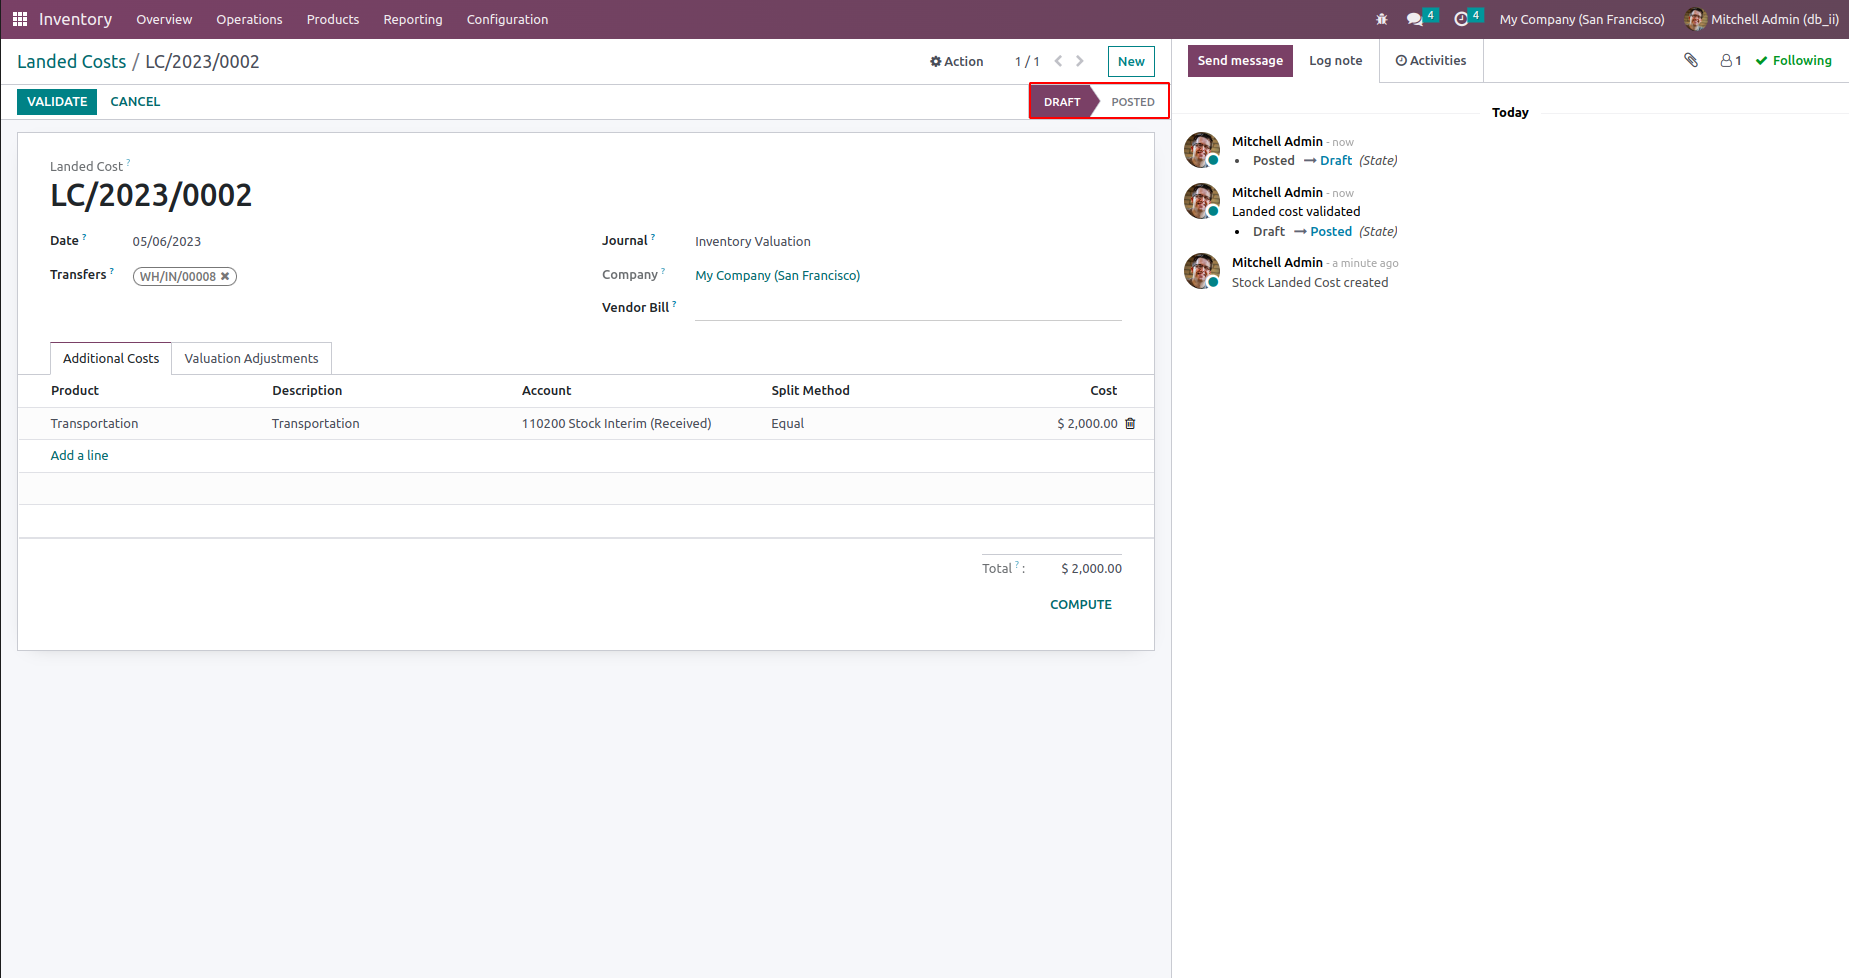 Inventory Overview Operations Products Reporting Configuration 4 4 My Company (San Francisco) Mitchell Admin (db_ii)
Landed Costs / LC/2023/0002 Action 1 / 1 New
VALIDATE CANCEL DRAFT POSTED
Landed Cost ?
LC/2023/0002
Date ? 05/06/2023 Journal ? Inventory Valuation
Transfers ? WH/IN/00008 ✖ Company ? My Company (San Francisco)
Vendor Bill ?
Additional Costs Valuation Adjustments
Product Description Account Split Method Cost
Transportation Transportation 110200 Stock Interim (Received) Equal $ 2,000.00
Add a line
Total ? : $ 2,000.00
COMPUTE
Send message Log note Activities 1 Following
Today
Mitchell Admin - now
• Posted → Draft (State)
Mitchell Admin - now
Landed cost validated
• Draft → Posted (State)
Mitchell Admin - a minute ago
Stock Landed Cost created